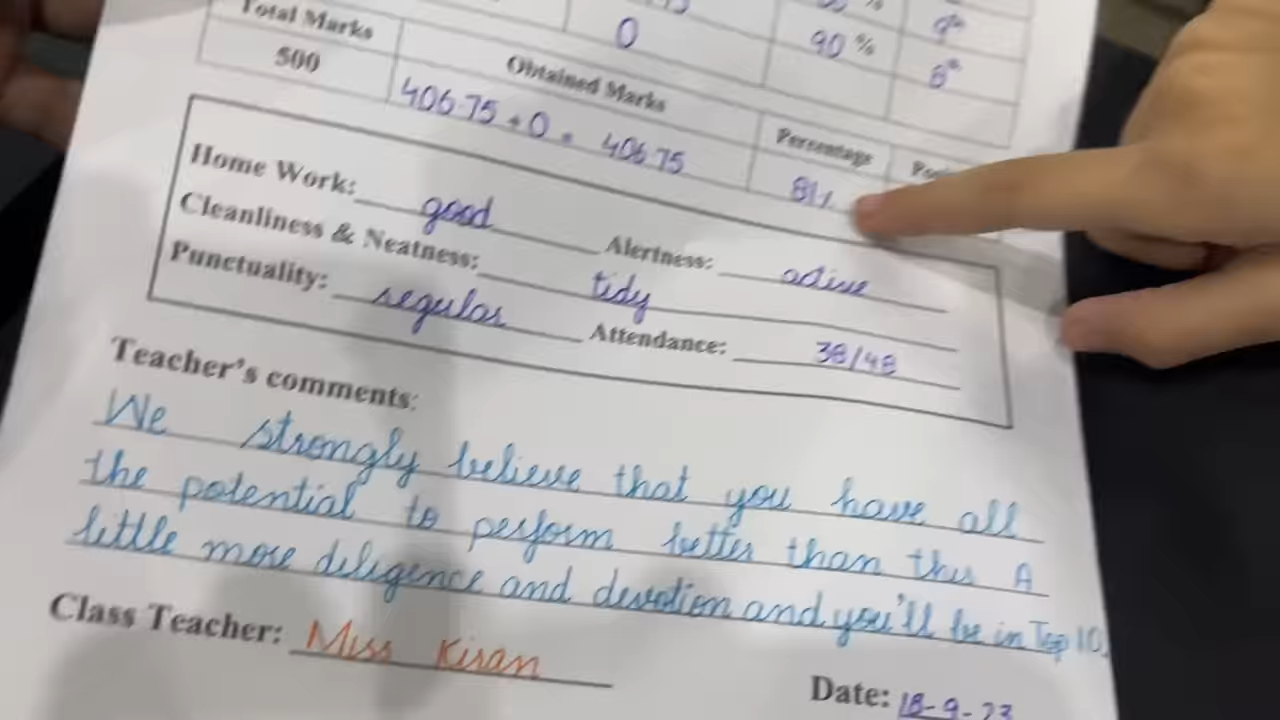 0 90 % 8th
Total Marks Obtained Marks Percentage
500 406.75 + 0 = 406.75 81%
Home Work: good Alertness: active
Cleanliness & Neatness: tidy
Punctuality: regular Attendance: 38/48
Teacher's comments:
We strongly believe that you have all
the potential to perform better than this A
little more diligence and devotion and you'll be in Top 10.
Class Teacher: Miss Kiran
Date: 18-9-23